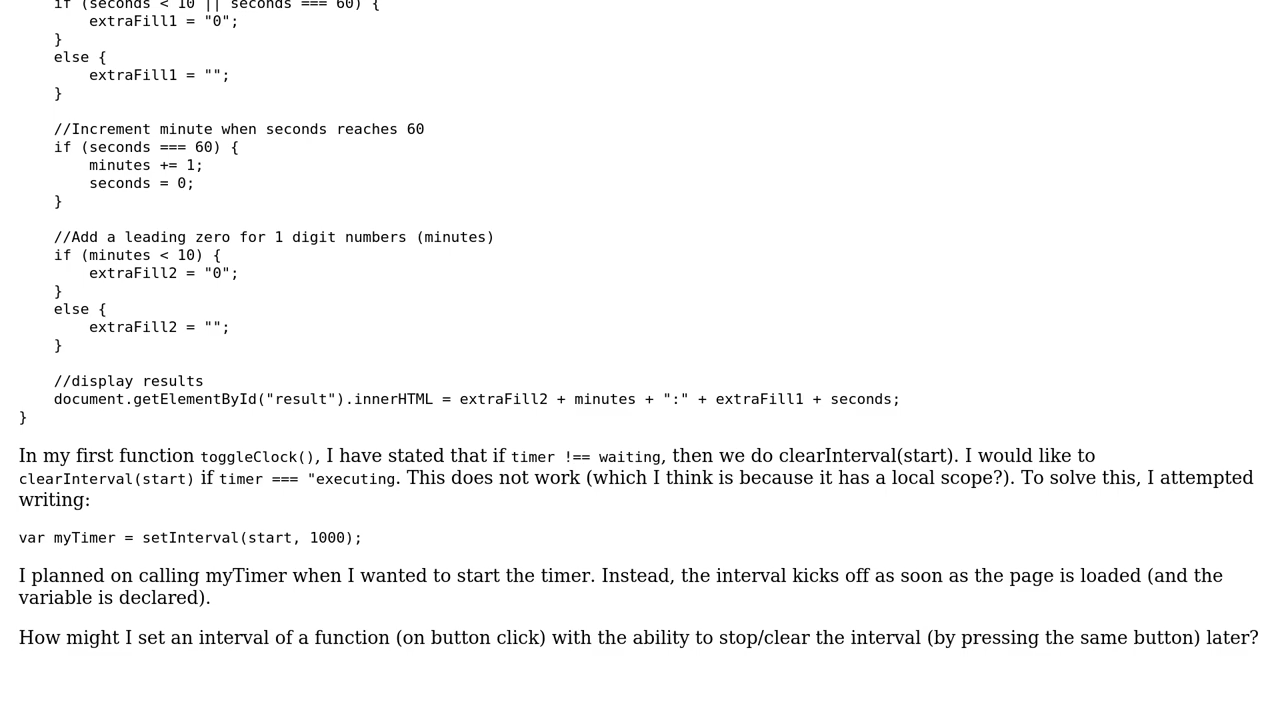 if (seconds < 10 || seconds === 60) {
extraFill1 = "0";
}
else {
extraFill1 = "";
}
//Increment minute when seconds reaches 60
if (seconds === 60) {
minutes += 1;
seconds = 0;
}
//Add a leading zero for 1 digit numbers (minutes)
if (minutes < 10) {
extraFill2 = "0";
}
else {
extraFill2 = "";
}
//display results
document.getElementById("result").innerHTML = extraFill2 + minutes + ":" + extraFill1 + seconds;
}
In my first function toggleClock(), I have stated that if timer !== waiting, then we do clearInterval(start). I would like to
clearInterval(start) if timer === "executing. This does not work (which I think is because it has a local scope?). To solve this, I attempted
writing:
var myTimer = setInterval(start, 1000);
I planned on calling myTimer when I wanted to start the timer. Instead, the interval kicks off as soon as the page is loaded (and the
variable is declared).
How might I set an interval of a function (on button click) with the ability to stop/clear the interval (by pressing the same button) later?